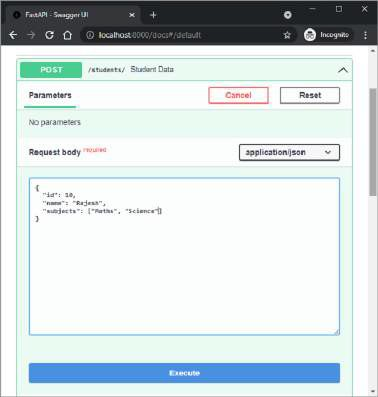 FastAPI - Swagger UI
localhost:8000/docs#/default
Incognito
POST /students/ Student Data
Parameters
Cancel
Reset
No parameters
Request body required
application/json
{
"id": 10,
"name": "Rajesh",
"subjects": ["Maths", "Science"]
}
Execute